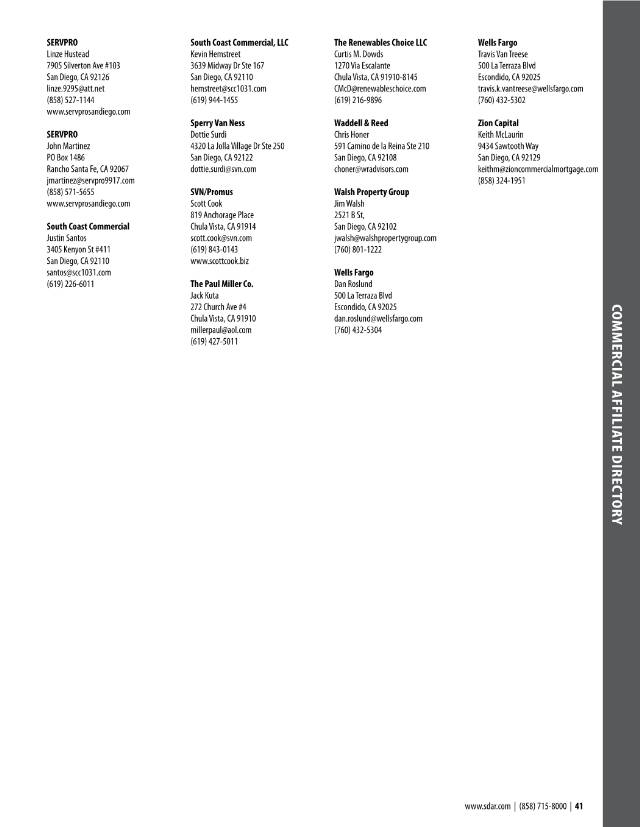 SERVPRO
Linze Hustead
7905 Silverton Ave #103
San Diego, CA 92126
linze.9295@att.net
(858) 527-1144
www.servprosandiego.com
SERVPRO
John Martinez
PO Box 1486
Rancho Santa Fe, CA 92067
jmartinez@servpro9917.com
(858) 571-5655
www.servprosandiego.com
South Coast Commercial
Justin Santos
3405 Kenyon St #411
San Diego, CA 92110
santos@scc1031.com
(619) 226-6011
South Coast Commercial, LLC
Kevin Hemstreet
3639 Midway Dr Ste 167
San Diego, CA 92110
hemstreet@scc1031.com
(619) 944-1455
Sperry Van Ness
Dottie Surdi
4320 La Jolla Village Dr Ste 250
San Diego, CA 92122
dottie.surdi@svn.com
SVN/Promus
Scott Cook
819 Anchorage Place
Chula Vista, CA 91914
scott.cook@svn.com
(619) 843-0143
www.scottcook.biz
The Paul Miller Co.
Jack Kuta
272 Church Ave #4
Chula Vista, CA 91910
millerpaul@aol.com
(619) 427-5011
The Renewables Choice LLC
Curtis M. Dowds
1270 Via Escalante
Chula Vista, CA 91910-8145
CMcD@renewableschoice.com
(619) 216-9896
Waddell & Reed
Chris Honer
591 Camino de la Reina Ste 210
San Diego, CA 92108
choner@wradvisors.com
Walsh Property Group
Jim Walsh
2521 B St,
San Diego, CA 92102
jwalsh@walshpropertygroup.com
(760) 801-1222
Wells Fargo
Dan Roslund
500 La Terraza Blvd
Escondido, CA 92025
dan.roslund@wellsfargo.com
(760) 432-5304
Wells Fargo
Travis Van Treese
500 La Terraza Blvd
Escondido, CA 92025
travis.k.vantreese@wellsfargo.com
(760) 432-5302
Zion Capital
Keith McLaurin
9434 Sawtooth Way
San Diego, CA 92129
keithm@zioncommercialmortgage.com
(858) 324-1951
COMMERCIAL AFFILIATE DIRECTORY
www.sdar.com | (858) 715-8000 | 41